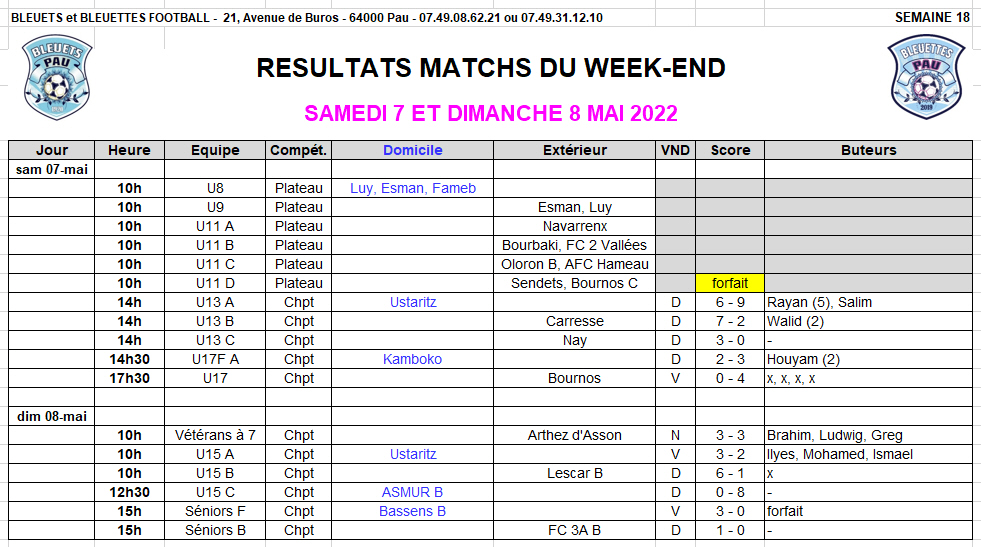 BLEUETS et BLEUETTES FOOTBALL - 21, Avenue de Buros - 64000 Pau - 07.49.08.62.21 ou 07.49.31.12.10 SEMAINE 18
BLEUETS PAU
BLEUETTES PAU 2019
RESULTATS MATCHS DU WEEK-END
SAMEDI 7 ET DIMANCHE 8 MAI 2022
Jour Heure Equipe Compét. Domicile Extérieur VND Score Buteurs
sam 07-mai
10h U8 Plateau Luy, Esman, Fameb
10h U9 Plateau Esman, Luy
10h U11 A Plateau Navarrenx
10h U11 B Plateau Bourbaki, FC 2 Vallées
10h U11 C Plateau Oloron B, AFC Hameau
10h U11 D Plateau Sendets, Bournos C forfait
14h U13 A Chpt Ustaritz D 6 - 9 Rayan (5), Salim
14h U13 B Chpt Carresse D 7 - 2 Walid (2)
14h U13 C Chpt Nay D 3 - 0 -
14h30 U17F A Chpt Kamboko D 2 - 3 Houyam (2)
17h30 U17 Chpt Bournos V 0 - 4 x, x, x, x
dim 08-mai
10h Vétérans à 7 Chpt Arthez d'Asson N 3 - 3 Brahim, Ludwig, Greg
10h U15 A Chpt Ustaritz V 3 - 2 Ilyes, Mohamed, Ismael
10h U15 B Chpt Lescar B D 6 - 1 x
12h30 U15 C Chpt ASMUR B D 0 - 8 -
15h Séniors F Chpt Bassens B V 3 - 0 forfait
15h Séniors B Chpt FC 3A B D 1 - 0 -